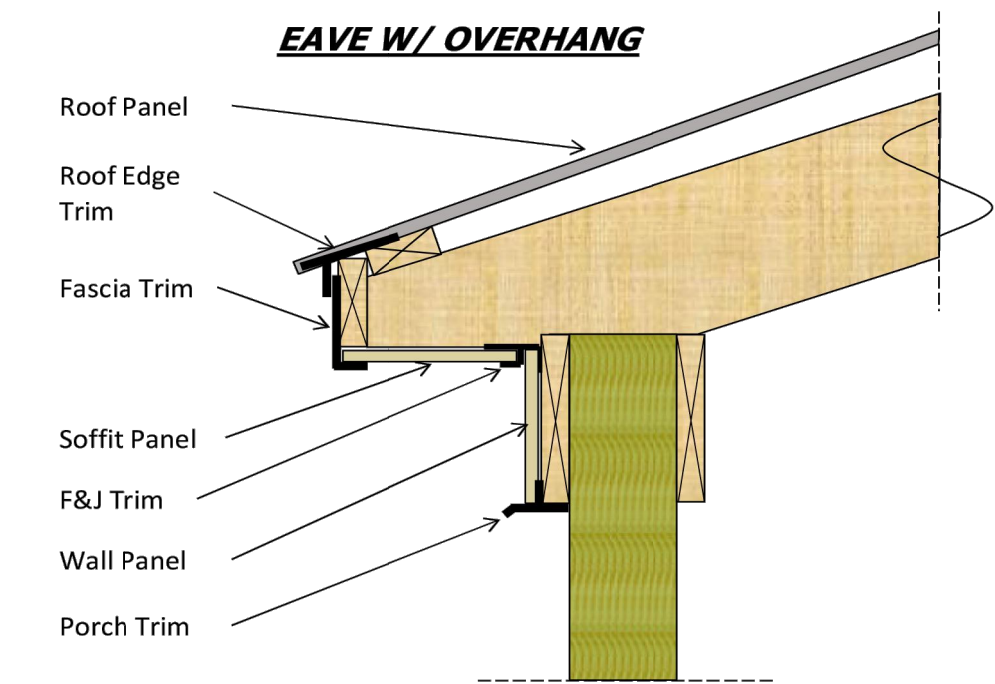 EAVE W/ OVERHANG
Roof Panel
Roof Edge
Trim
Fascia Trim
Soffit Panel
F&J Trim
Wall Panel
Porch Trim